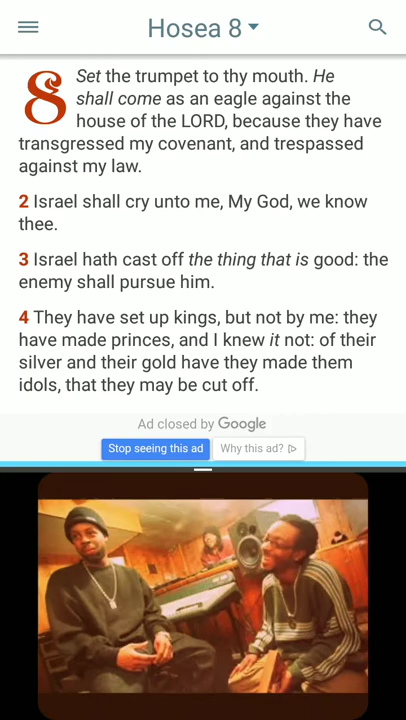 Hosea 8
8 Set the trumpet to thy mouth. He
shall come as an eagle against the
house of the LORD, because they have
transgressed my covenant, and trespassed
against my law.
2 Israel shall cry unto me, My God, we know
thee.
3 Israel hath cast off the thing that is good: the
enemy shall pursue him.
4 They have set up kings, but not by me: they
have made princes, and I knew it not: of their
silver and their gold have they made them
idols, that they may be cut off.
Ad closed by Google
Stop seeing this ad
Why this ad?